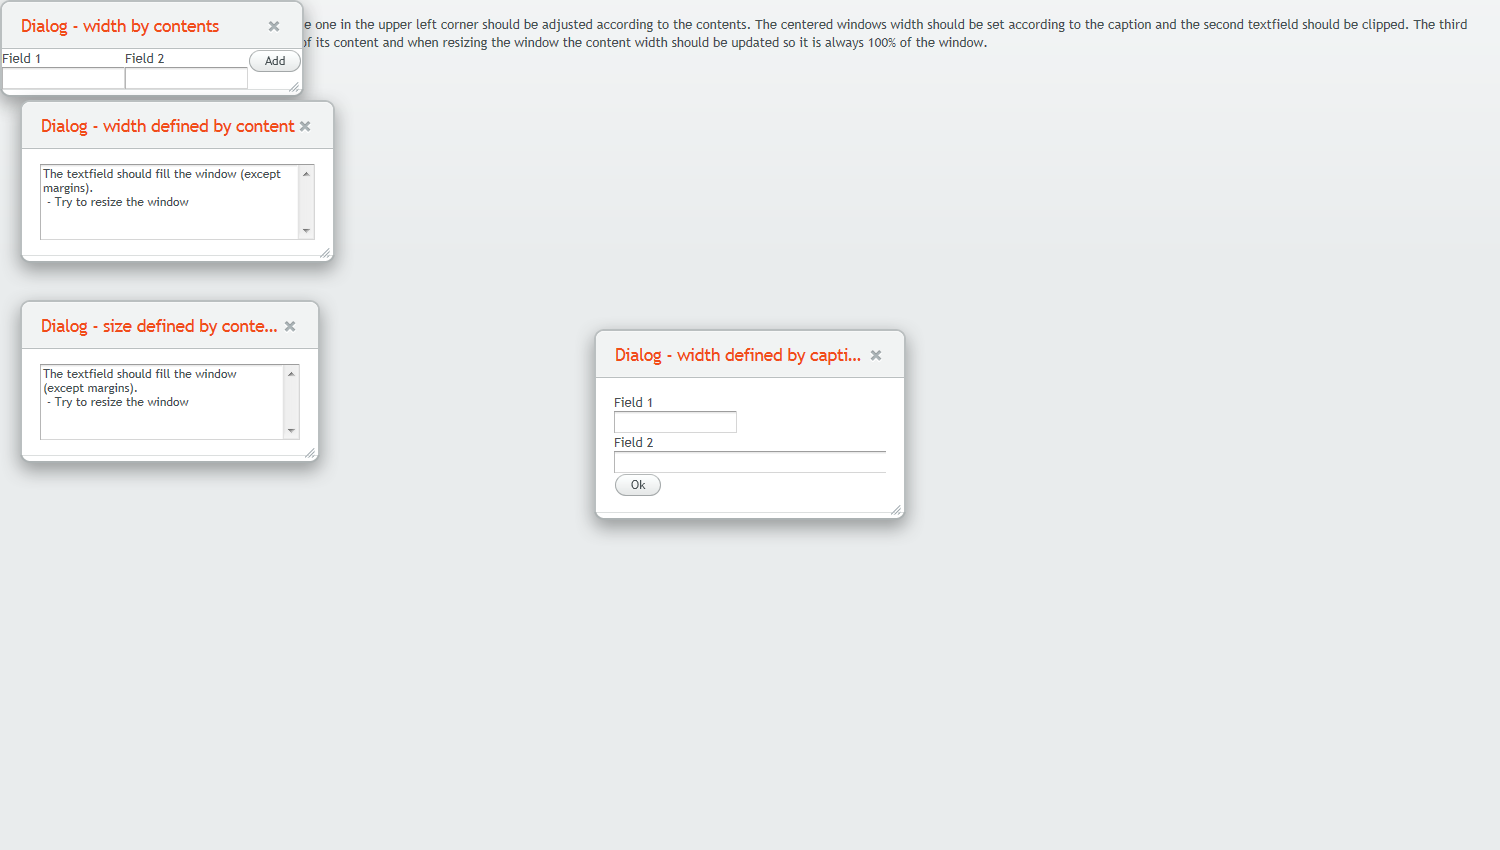 Dialog - width by contents
e one in the upper left corner should be adjusted according to the contents. The centered windows width should be set according to the caption and the second textfield should be clipped. The third
of its content and when resizing the window the content width should be updated so it is always 100% of the window.
Field 1 Field 2 Add
Dialog - width defined by content
The textfield should fill the window (except
margins).
- Try to resize the window
Dialog - size defined by conte...
The textfield should fill the window
(except margins).
- Try to resize the window
Dialog - width defined by capti...
Field 1
Field 2
Ok